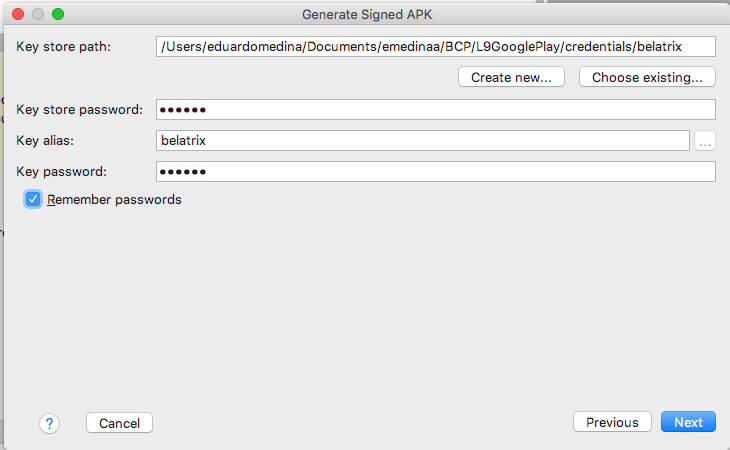 Generate Signed APK
Key store path: /Users/eduardomedina/Documents/emedinaa/BCP/L9GooglePlay/credentials/belatrix
Create new... Choose existing...
Key store password: ••••••
Key alias: belatrix ...
Key password: ••••••
Remember passwords
? Cancel Previous Next